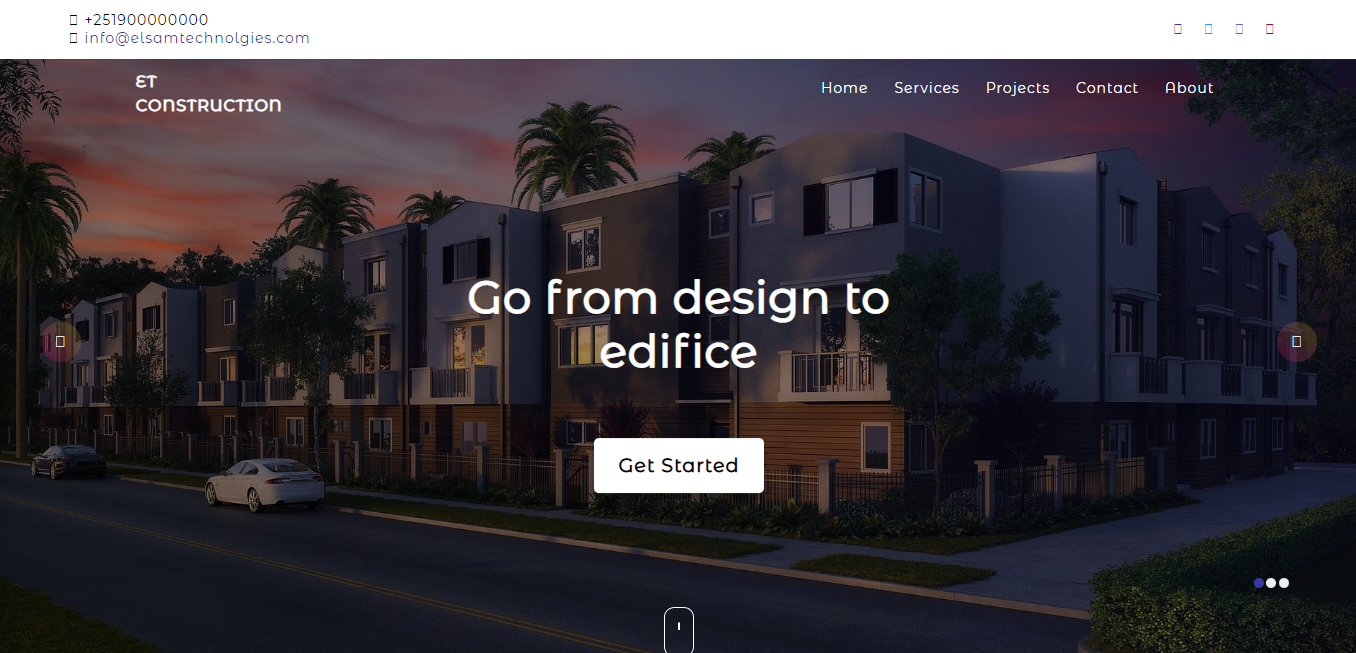 +251900000000
info@elsamtechnolgies.com
ET
CONSTRUCTION
Home Services Projects Contact About
Go from design to
edifice
Get Started